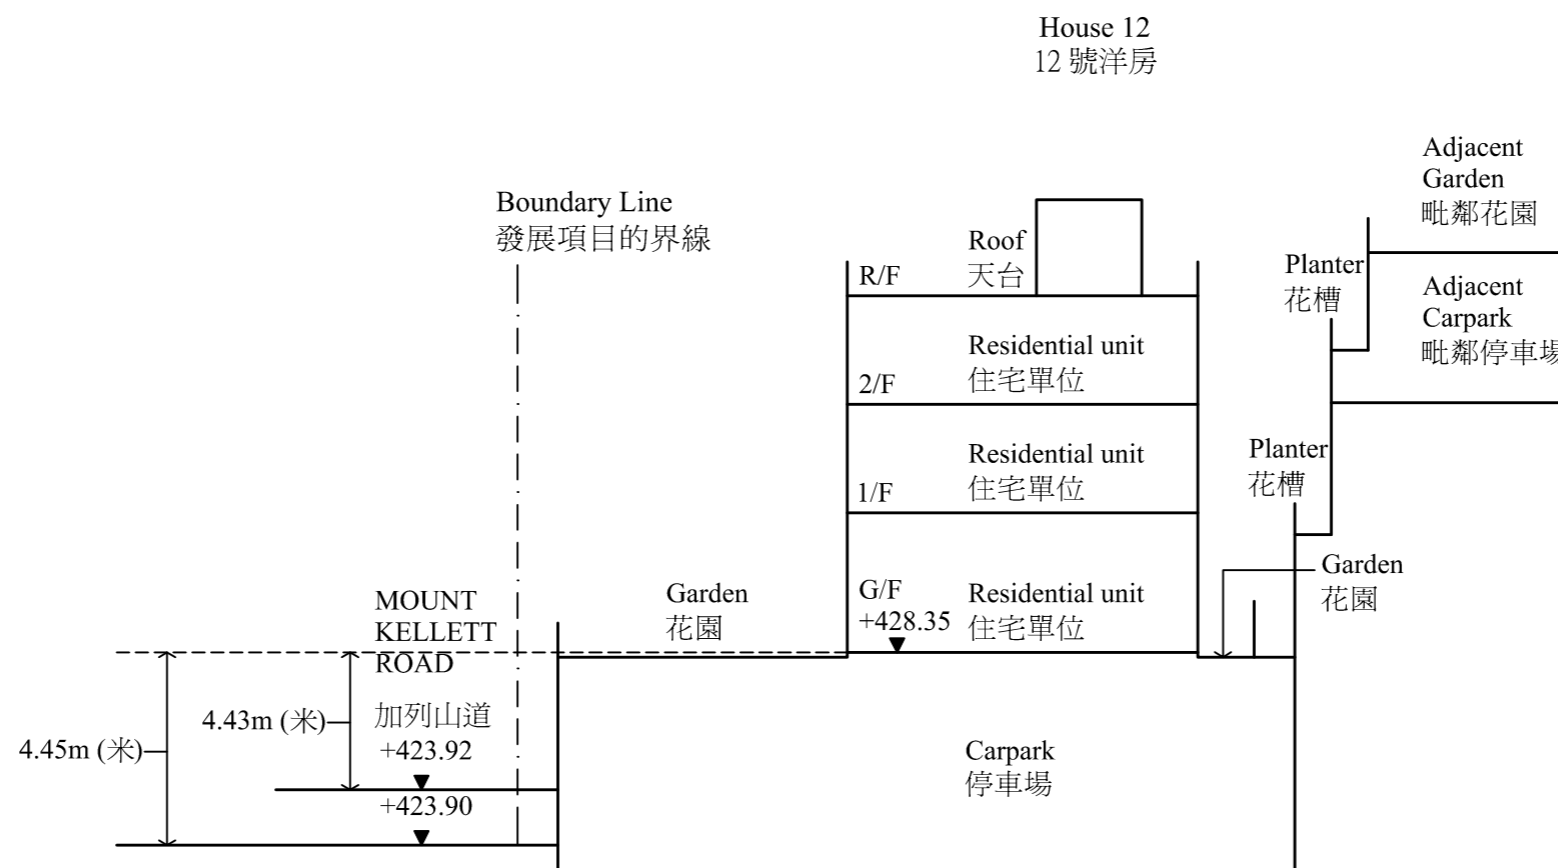 House 12
12 號洋房
Adjacent
Garden
毗鄰花園
Boundary Line
發展項目的界線
Roof
天台
R/F
Planter
花槽
Adjacent
Carpark
毗鄰停車場
Residential unit
住宅單位
2/F
Residential unit
住宅單位
1/F
Planter
花槽
Garden
花園
MOUNT
KELLETT
ROAD
加列山道
Garden
花園
G/F
+428.35
Residential unit
住宅單位
4.43m (米)
4.45m (米)
+423.92
+423.90
Carpark
停車場